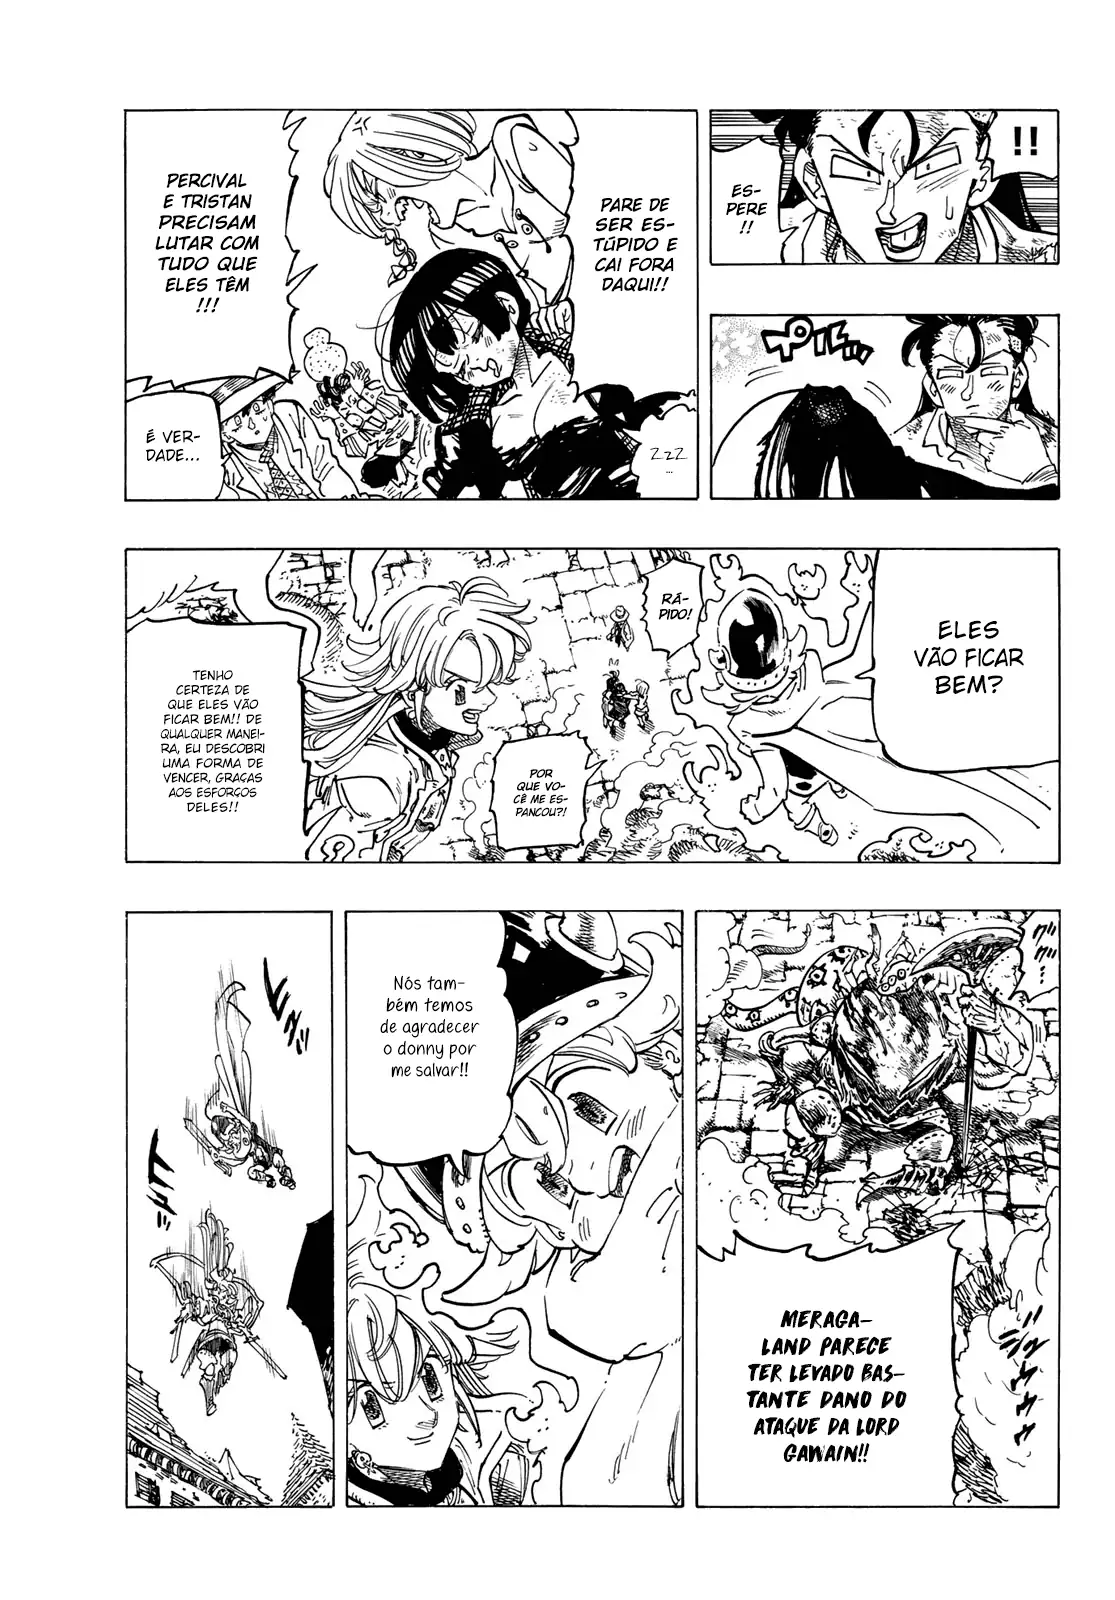 !!
ES-
PERE
!!
アパ…
PARE DE
SER ES-
TÚPIDO E
CAI FORA
DAQUI!!
PERCIVAL
E TRISTAN
PRECISAM
LUTAR COM
TUDO QUE
ELES TÊM
!!!
ZZZ
...
É VER-
DADE...
ELES
VÃO FICAR
BEM?
RÁ-
PIDO!
POR
QUE VO-
CÊ ME ES-
PANCOU?!
TENHO
CERTEZA DE
QUE ELES VÃO
FICAR BEM!! DE
QUALQUER MANEI-
RA, EU DESCOBRI
UMA FORMA DE
VENCER, GRAÇAS
AOS ESFORÇOS
DELES!!
MERAGA-
LAND PARECE
TER LEVADO BAS-
TANTE DANO DO
ATAQUE DA LORD
GAWAIN!!
Nós tam-
bém temos
de agradecer
o donny por
me salvar!!